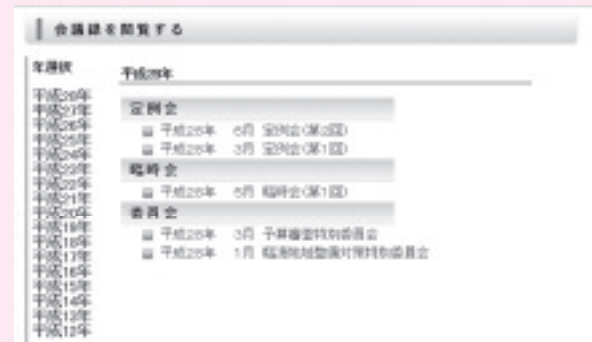 会議録を閲覧する
年選択
平成28年
平成27年
平成26年
平成25年
平成24年
平成23年
平成22年
平成21年
平成20年
平成19年
平成18年
平成17年
平成16年
平成15年
平成14年
平成13年
平成12年
平成28年
定例会
平成28年 6月 定例会(第2回)
平成28年 3月 定例会(第1回)
臨時会
平成28年 5月 臨時会(第1回)
委員会
平成28年 3月 予算審査特別委員会
平成28年 1月 臨海地域整備対策特別委員会